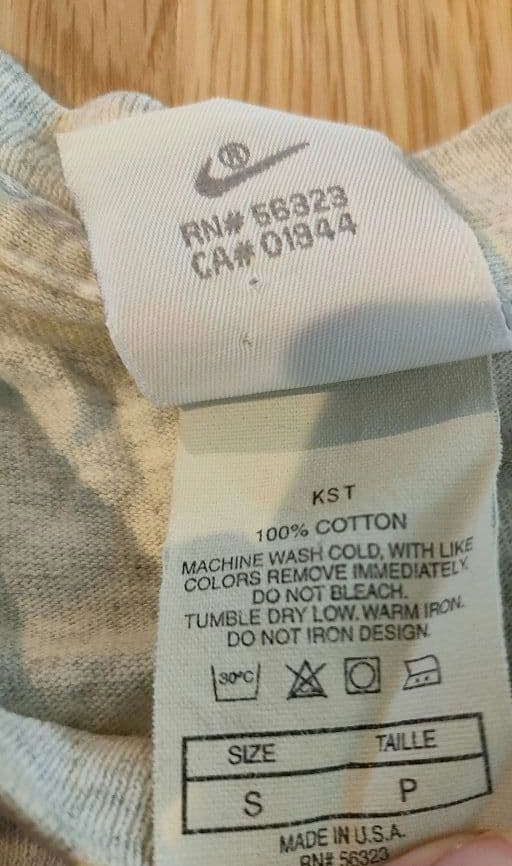 ®
RN# 56323
CA# 01944
KST
100% COTTON
MACHINE WASH COLD, WITH LIKE
COLORS REMOVE IMMEDIATELY.
DO NOT BLEACH.
TUMBLE DRY LOW. WARM IRON.
DO NOT IRON DESIGN.
30°C
SIZE TAILLE
S P
MADE IN U.S.A.
RN# 56323